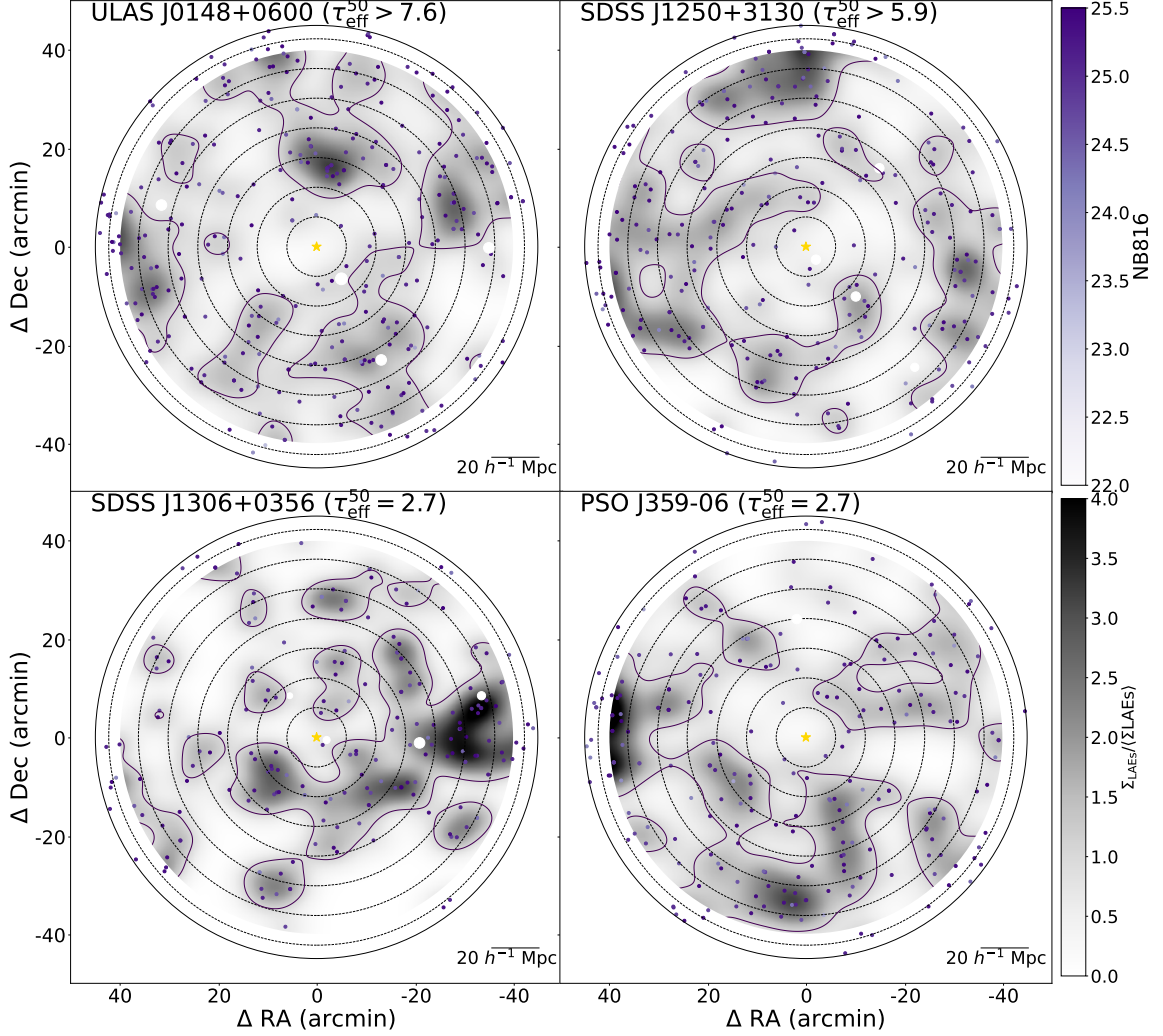 ULAS J0148+0600 (τ⁵⁰eff > 7.6)
SDSS J1250+3130 (τ⁵⁰eff > 5.9)
40
20
0
-20
-40
Δ Dec (arcmin)
20 h⁻¹ Mpc
20 h⁻¹ Mpc
25.5
25.0
24.5
24.0
23.5
23.0
22.5
22.0
NB816
SDSS J1306+0356 (τ⁵⁰eff = 2.7)
PSO J359-06 (τ⁵⁰eff = 2.7)
40
20
0
-20
-40
Δ Dec (arcmin)
20 h⁻¹ Mpc
20 h⁻¹ Mpc
4.0
3.5
3.0
2.5
2.0
1.5
1.0
0.5
0.0
Σ_LAEs/⟨Σ LAEs⟩
40 20 0 -20 -40
40 20 0 -20 -40
Δ RA (arcmin)
Δ RA (arcmin)